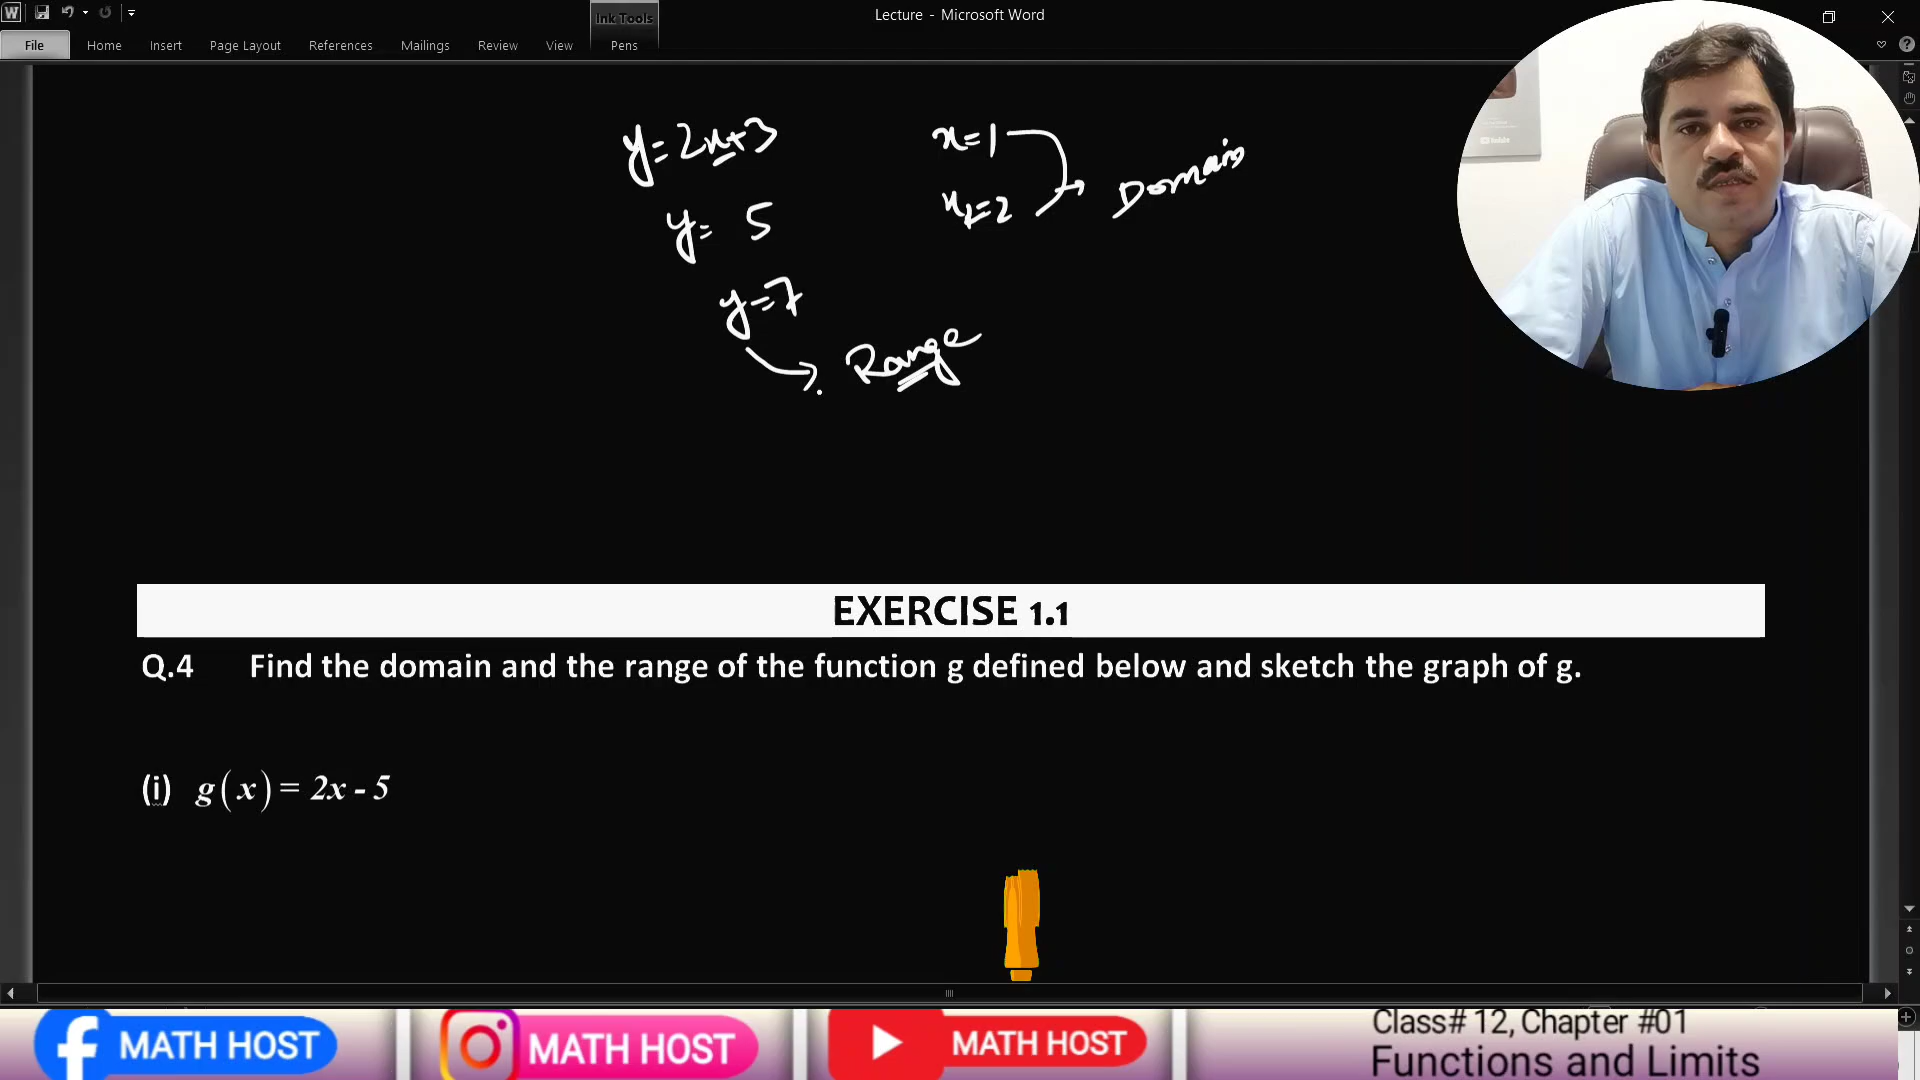 Ink Tools
Lecture - Microsoft Word
File Home Insert Page Layout References Mailings Review View Pens
y=2x+3
x=1
y= 5
x=2
Domain
y=7
Range
EXERCISE 1.1
Q.4 Find the domain and the range of the function g defined below and sketch the graph of g.
(i) g(x) = 2x - 5
MATH HOST
MATH HOST
MATH HOST
Class# 12, Chapter #01
Functions and Limits